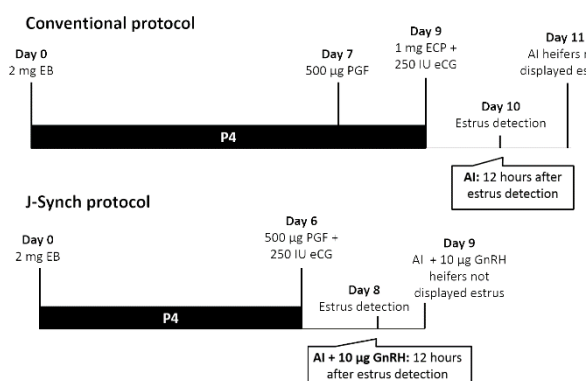 Conventional protocol
Day 0
2 mg EB
Day 7
500 µg PGF
Day 9
1 mg ECP +
250 IU eCG
Day 11
AI heifers
displayed
P4
Day 10
Estrus detection
AI: 12 hours after
estrus detection
J-Synch protocol
Day 0
2 mg EB
Day 6
500 µg PGF +
250 IU eCG
Day 9
AI + 10 µg GnRH
heifers not
displayed estrus
P4
Day 8
Estrus detection
AI + 10 µg GnRH: 12 hours
after estrus detection